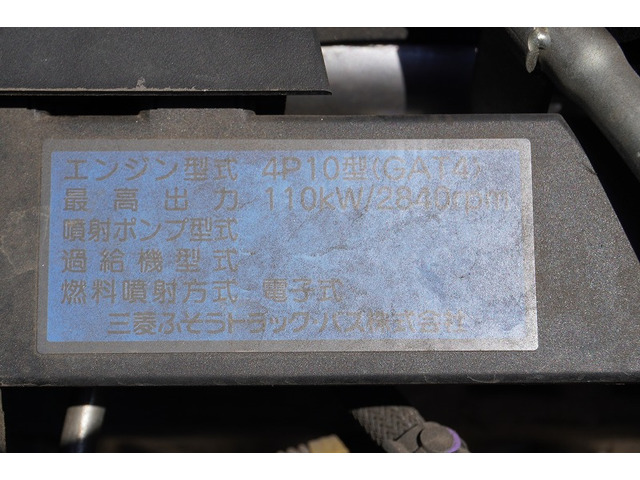 エンジン型式 4P10型(GAT4)
最高出力 110kW/2840rpm
噴射ポンプ型式
過給機型式
燃料噴射方式 電子式
三菱ふそうトラック・バス株式会社